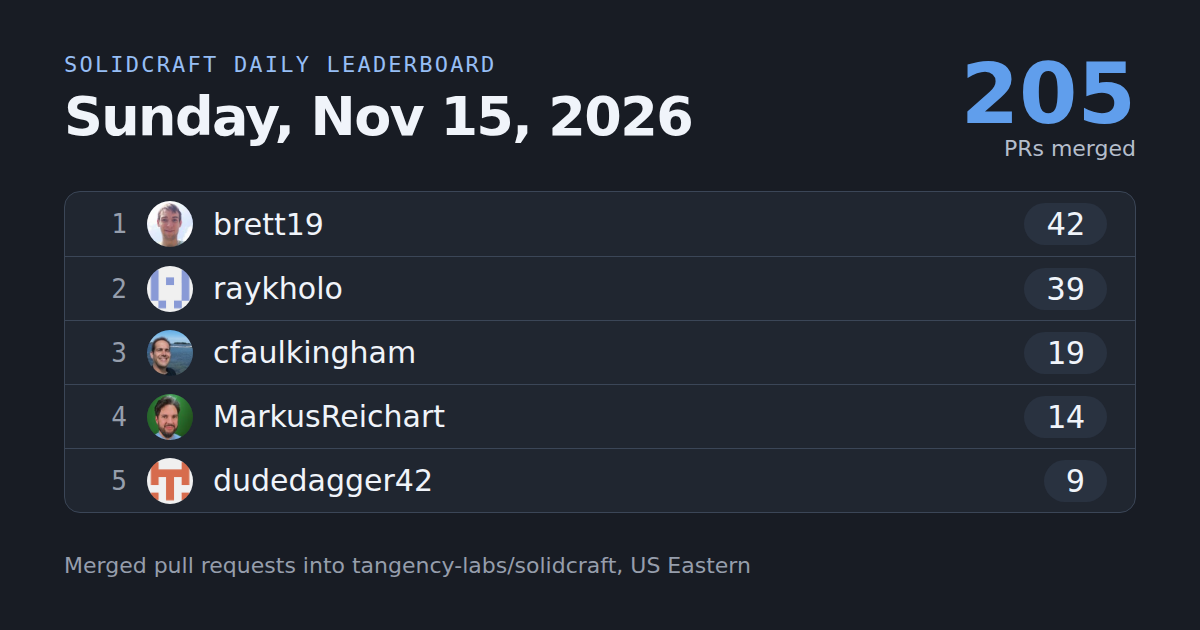 SOLIDCRAFT DAILY LEADERBOARD
Sunday, Nov 15, 2026
205
PRs merged
1 brett19 42
2 raykholo 39
3 cfaulkingham 19
4 MarkusReichart 14
5 dudedagger42 9
Merged pull requests into tangency-labs/solidcraft, US Eastern